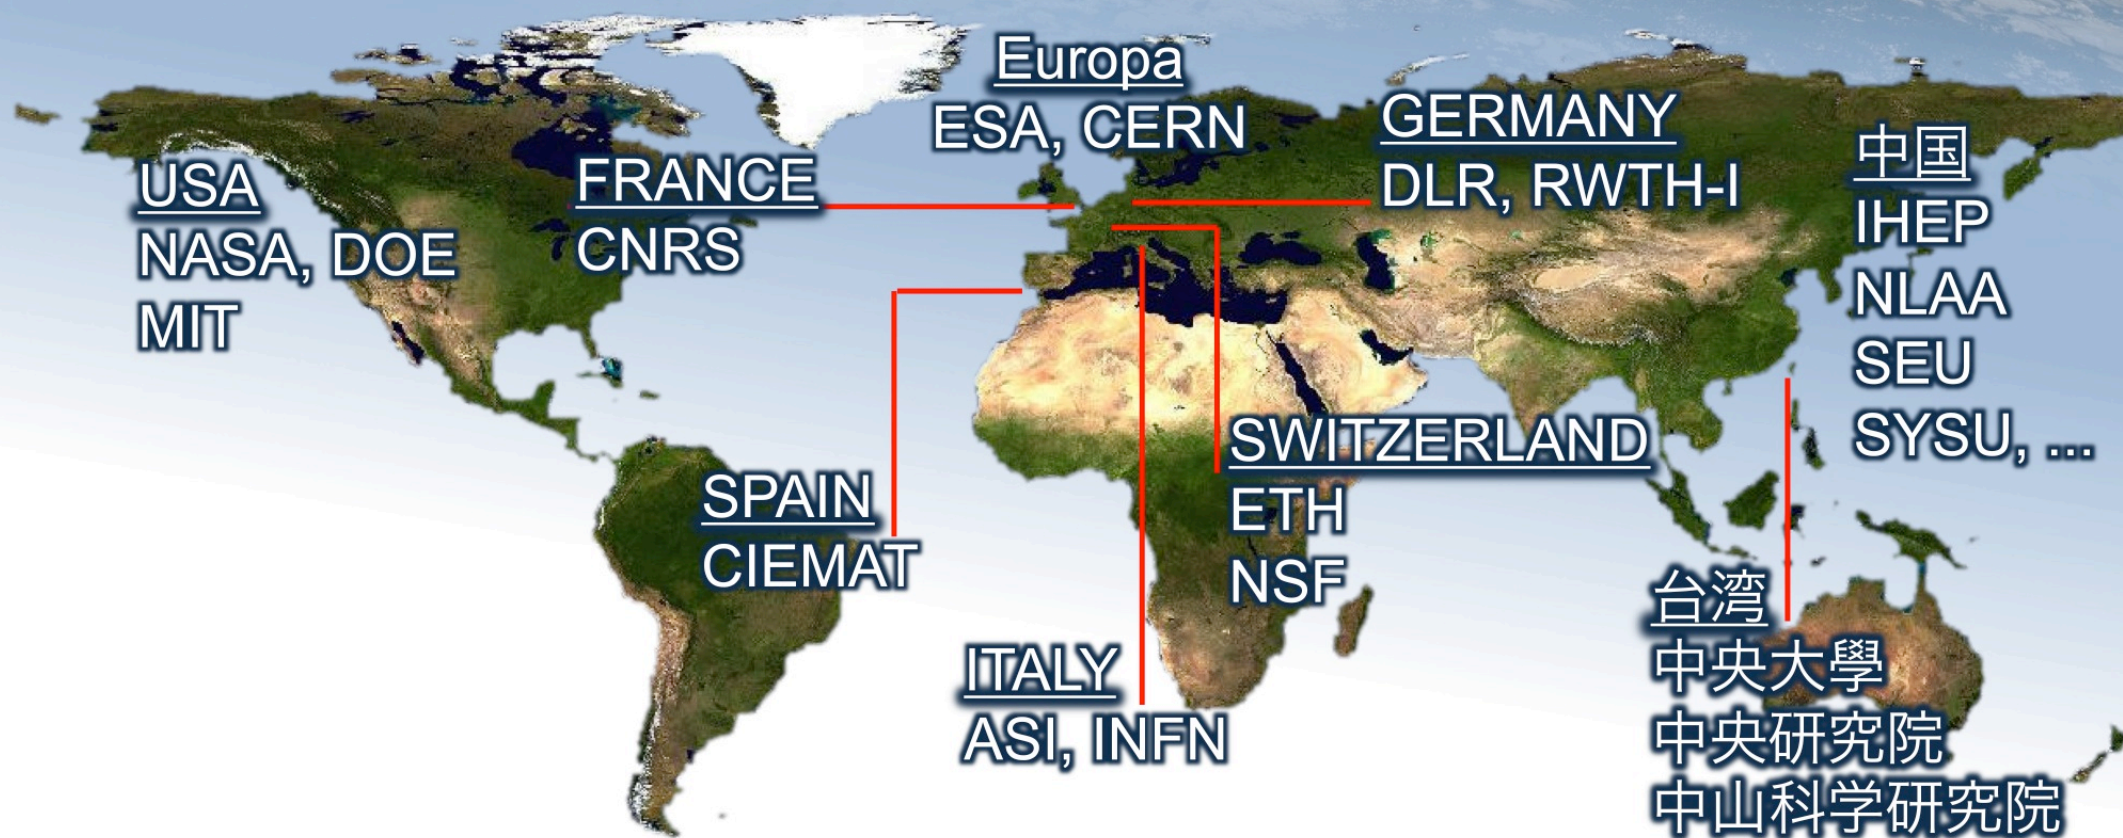 USA
NASA, DOE
MIT
FRANCE
CNRS
Europa
ESA, CERN
GERMANY
DLR, RWTH-I
中国
IHEP
NLAA
SEU
SYSU, ...
SPAIN
CIEMAT
ITALY
ASI, INFN
SWITZERLAND
ETH
NSF
台湾
中央大學
中央研究院
中山科学研究院